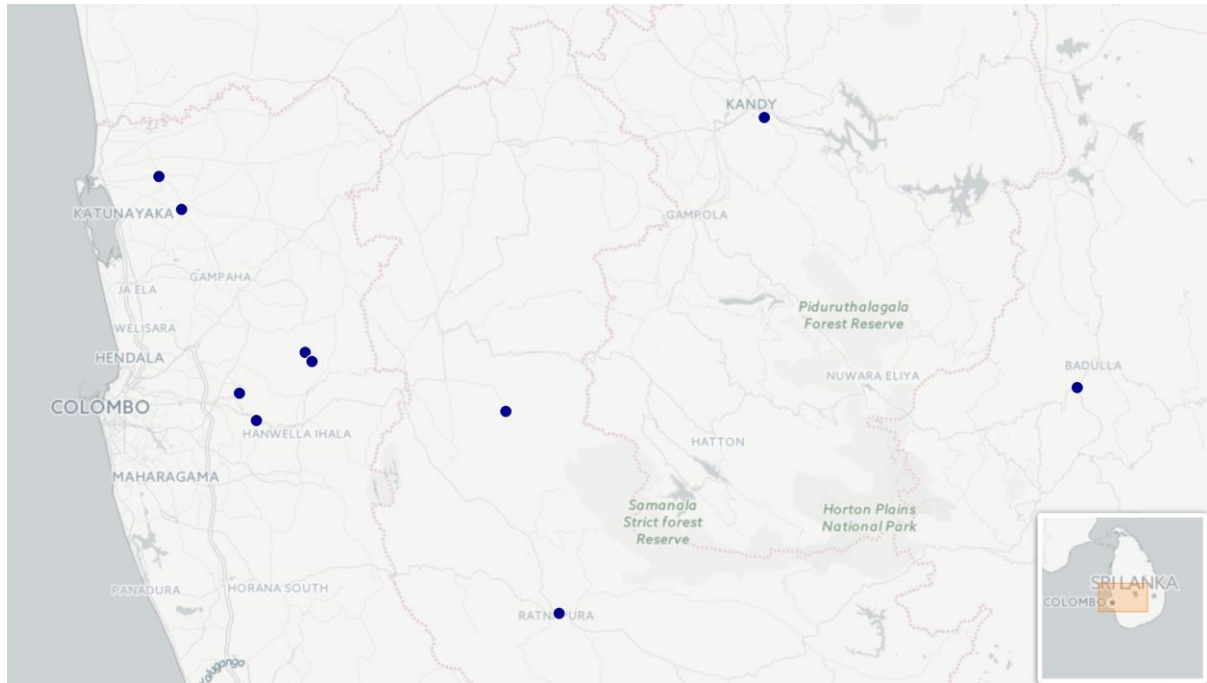 KANDY
KATUNAYAKA
GAMPOLA
GAMPAHA
JA ELA
Piduruthalagala
Forest Reserve
WELISARA
HENDALA
BADULLA
NUWARA ELIYA
COLOMBO
HANWELLA IHALA
HATTON
MAHARAGAMA
Samanala
Strict forest
Reserve
Horton Plains
National Park
PANADURA
HORANA SOUTH
SRI LANKA
COLOMBO
Kaluganga